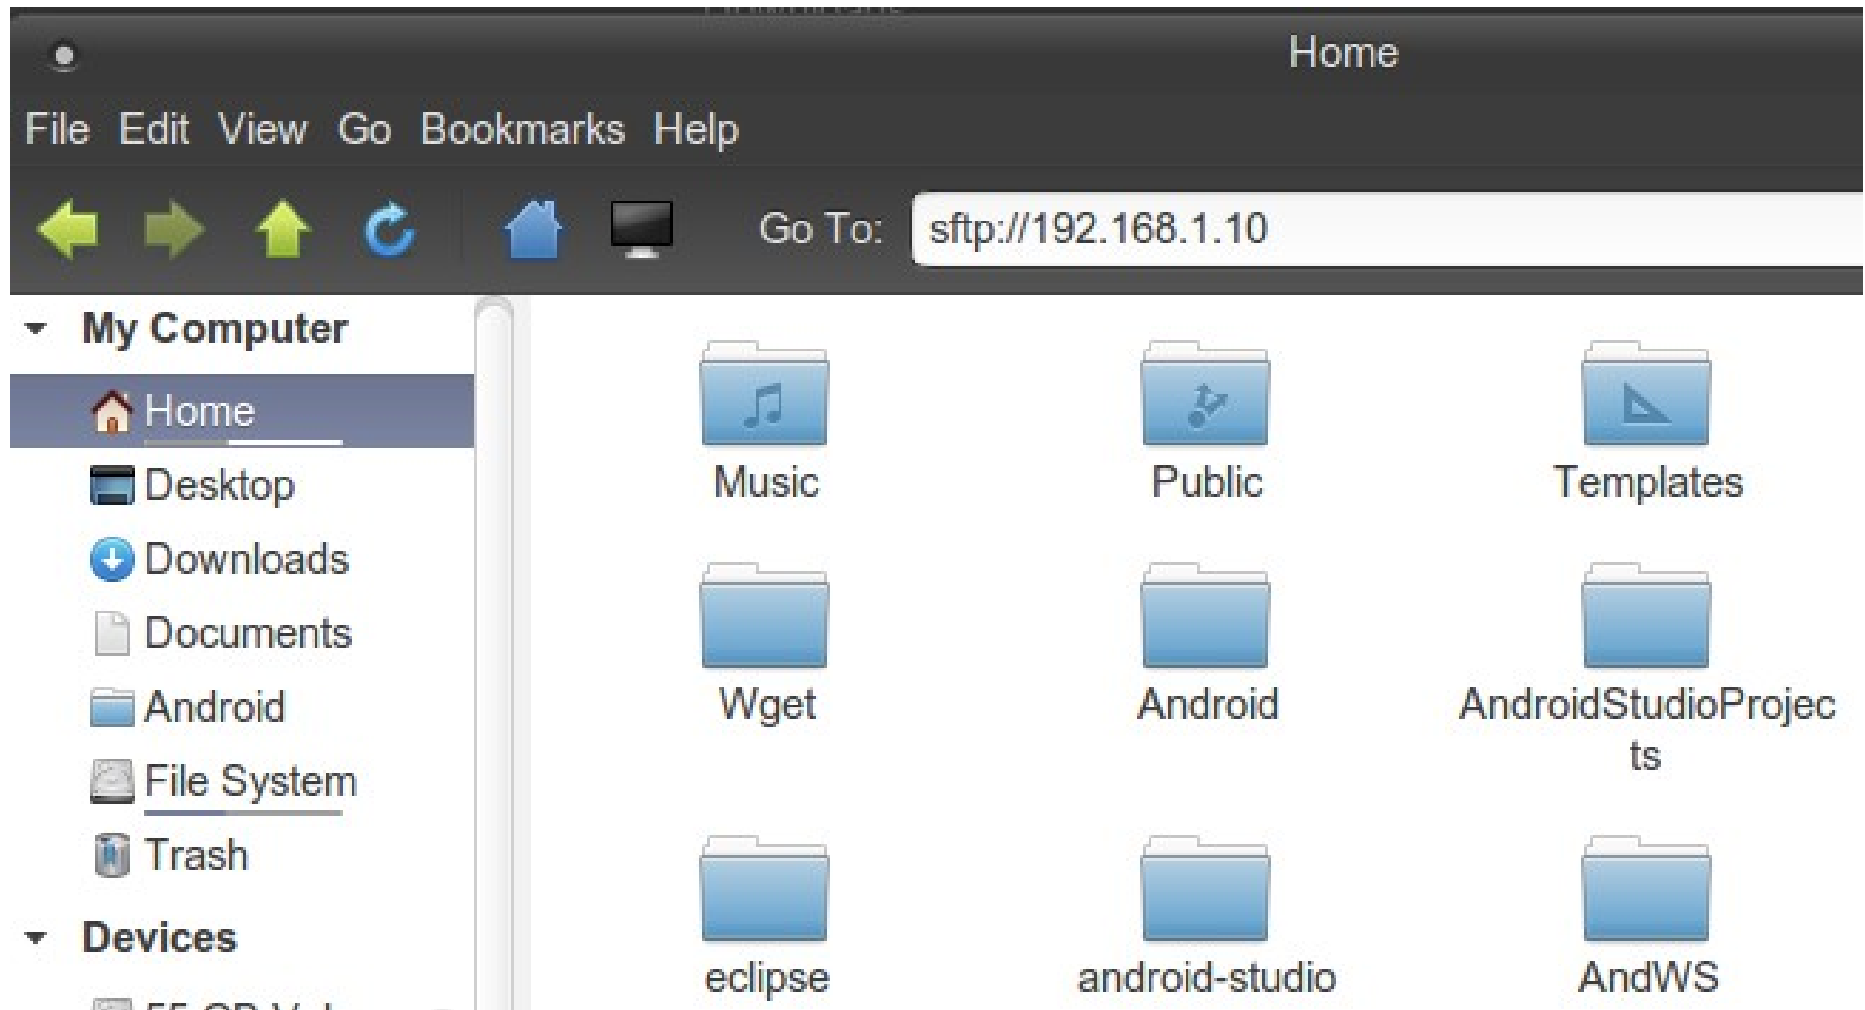 Home
File Edit View Go Bookmarks Help
Go To: sftp://192.168.1.10
My Computer
Home
Desktop
Downloads
Documents
Android
File System
Trash
Devices
Music Public Templates
Wget Android AndroidStudioProjec
ts
eclipse android-studio AndWS